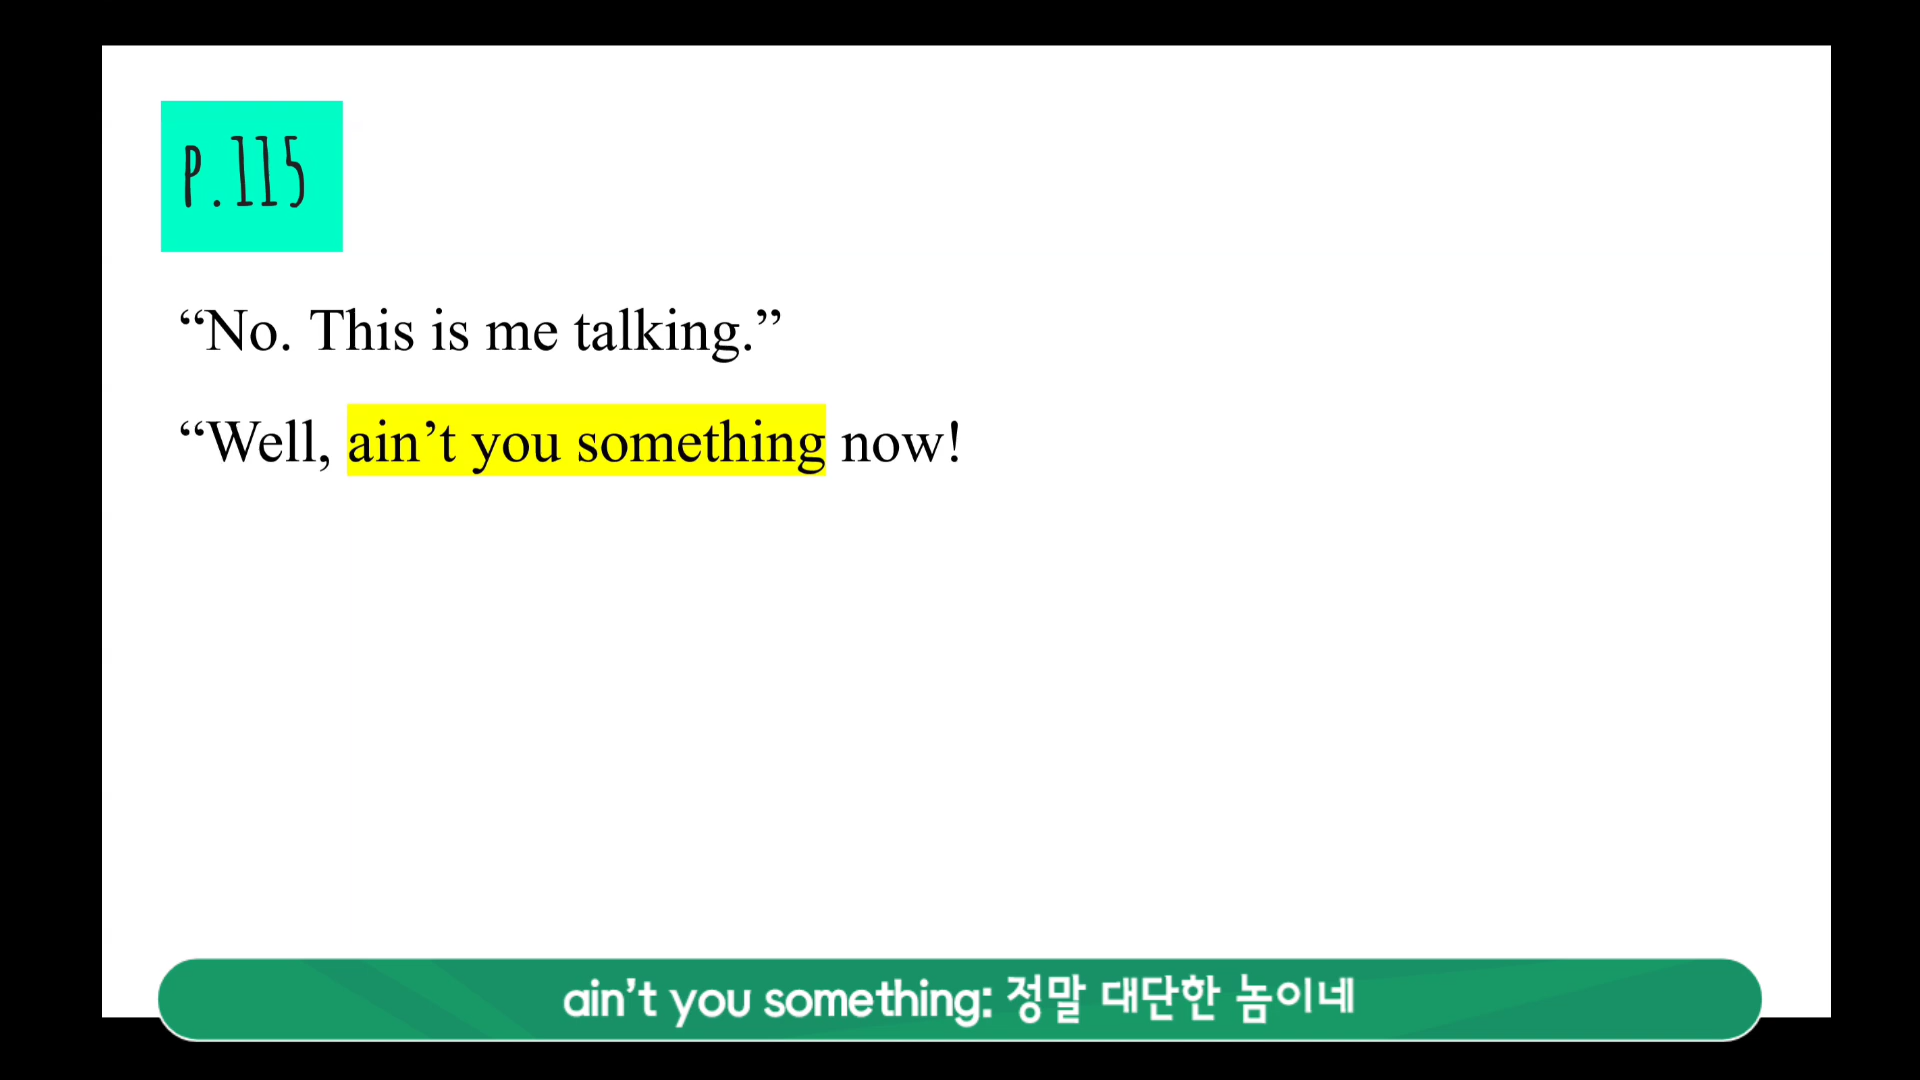 P.115
“No. This is me talking.”
“Well, ain’t you something now!
ain’t you something: 정말 대단한 놈이네